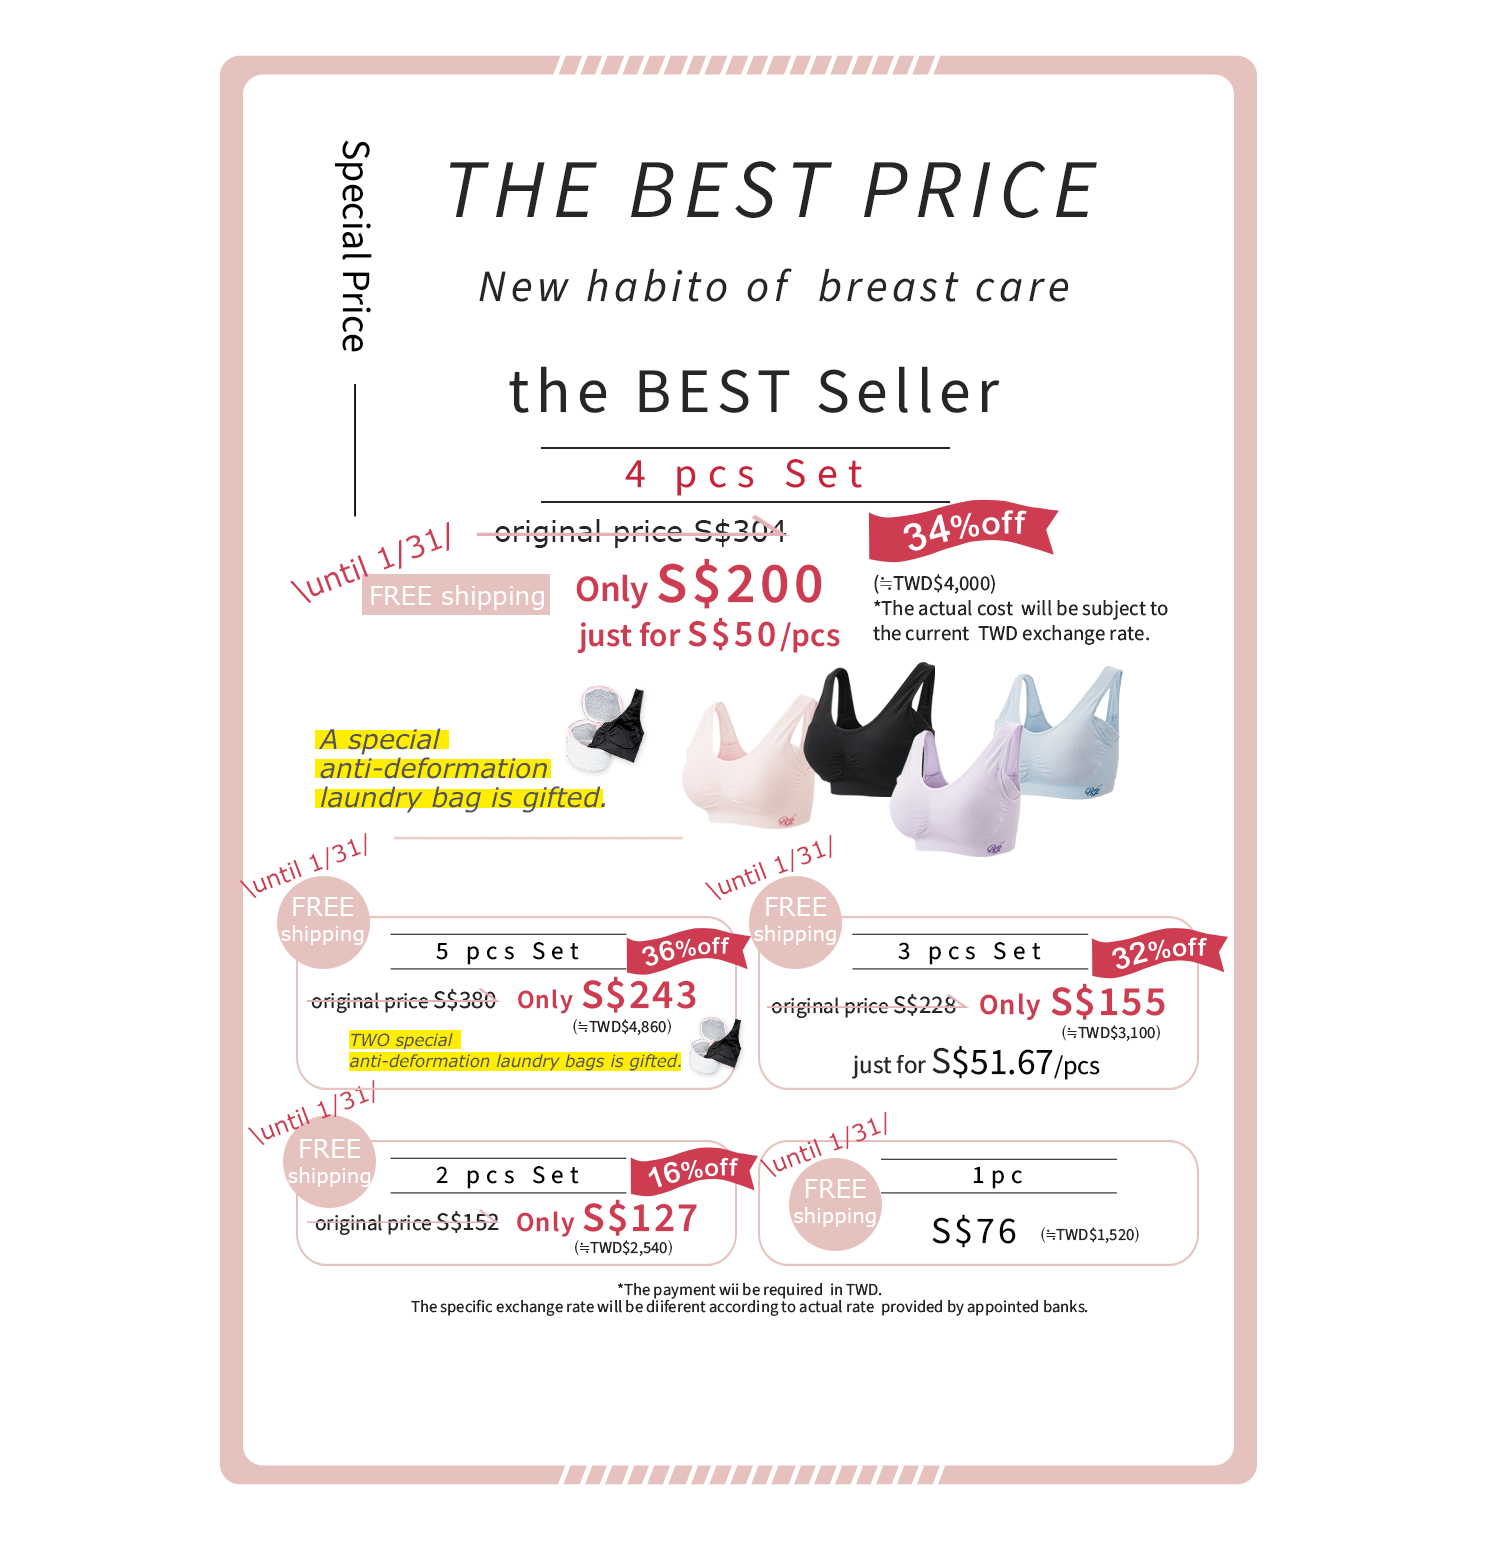 Special Price
THE BEST PRICE
New habito of breast care
the BEST Seller
4 pcs Set
original price S$304
34%off
\until 1/31/
FREE shipping
Only S$200
just for S$50/pcs
(≒TWD$4,000)
*The actual cost will be subject to
the current TWD exchange rate.
A special
anti-deformation
laundry bag is gifted.
\until 1/31/
FREE
shipping
5 pcs Set
36%off
original price S$380
Only S$243
(≒TWD$4,860)
TWO special
anti-deformation laundry bags is gifted.
\until 1/31/
FREE
shipping
3 pcs Set
32%off
original price S$228
Only S$155
(≒TWD$3,100)
just for S$51.67/pcs
\until 1/31/
FREE
shipping
2 pcs Set
16%off
original price S$152
Only S$127
(≒TWD$2,540)
\until 1/31/
FREE
shipping
1pc
S$76 (≒TWD$1,520)
*The payment wii be required in TWD.
The specific exchange rate will be diiferent according to actual rate provided by appointed banks.